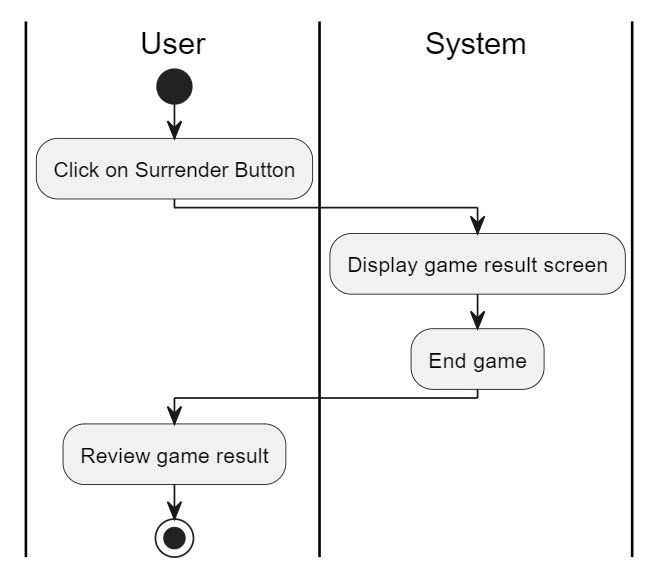 User
System
Click on Surrender Button
Display game result screen
End game
Review game result